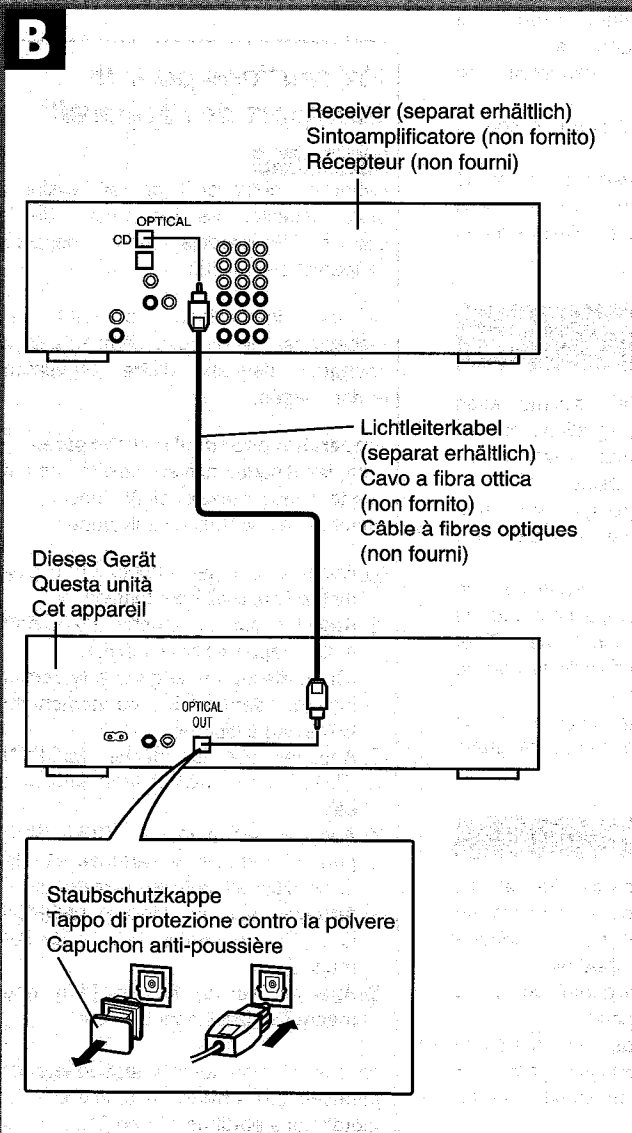 B
Receiver (separat erhältlich)
Sintoamplificatore (non fornito)
Récepteur (non fourni)
OPTICAL
CD
Lichtleiterkabel
(separat erhältlich)
Cavo a fibra ottica
(non fornito)
Câble à fibres optiques
(non fourni)
Dieses Gerät
Questa unità
Cet appareil
OPTICAL
OUT
Staubschutzkappe
Tappo di protezione contro la polvere
Capuchon anti-poussière